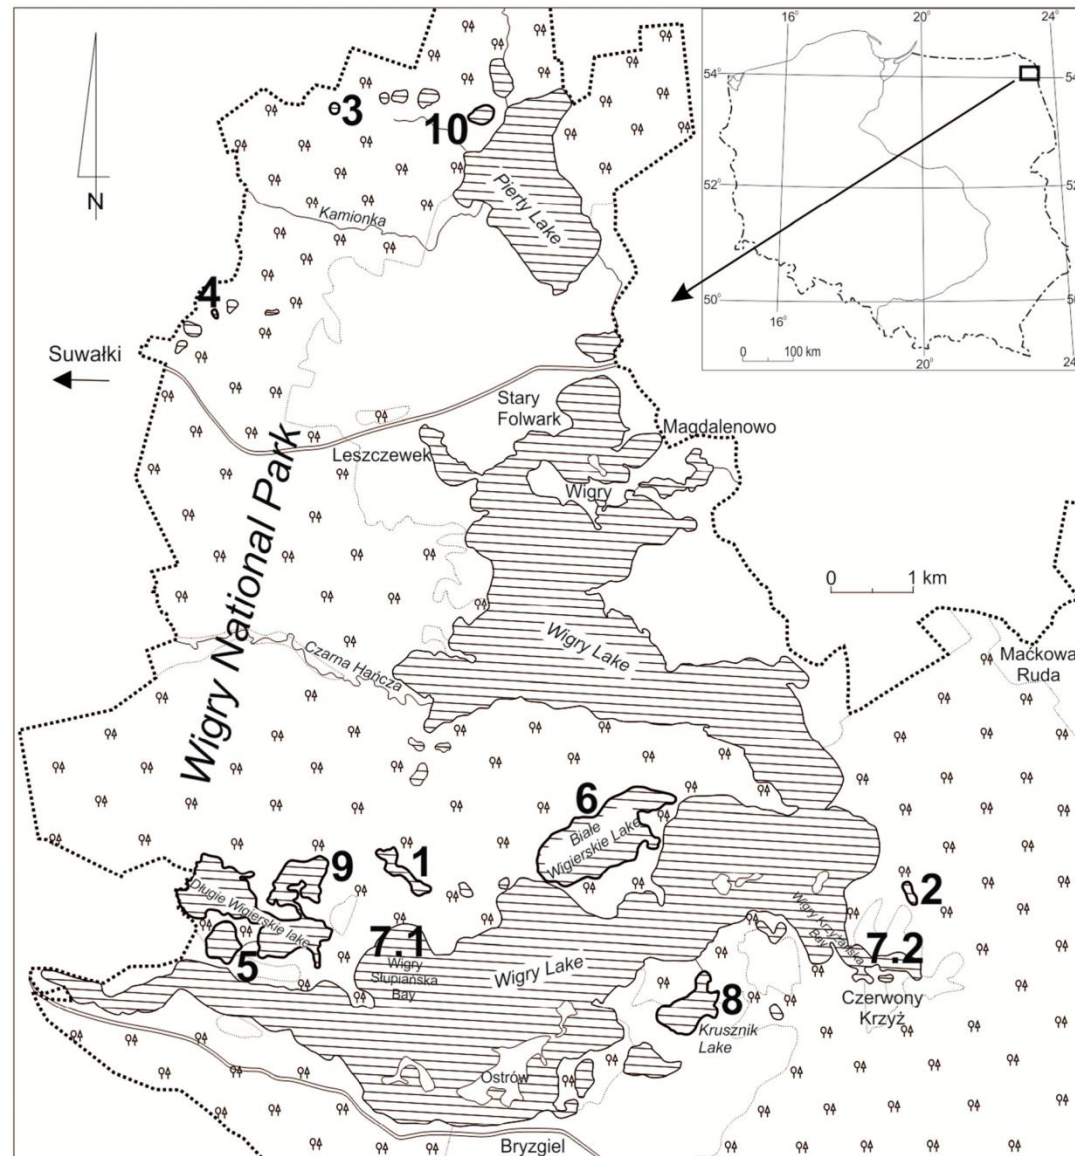 16°
20°
24°
54°
54°
52°
52°
50°
50°
16°
20°
24°
0 100 km
N
3
10
Pierty Lake
Kamionka
4
Suwałki
Stary
Folwark
Magdalenowo
Leszczewek
Wigry
Wigry National Park
0 1 km
Wigry Lake
Czarna Hańcza
Maćkowa
Ruda
6
Białe
Wigierskie Lake
9
1
2
Długie Wigierskie lake
5
7.1
Wigry
Słupiańska
Bay
Wigry Lake
Wigry Krzyżańska
Bay
7.2
Czerwony
Krzyż
8
Krusznik
Lake
Ostrów
Bryzgiel